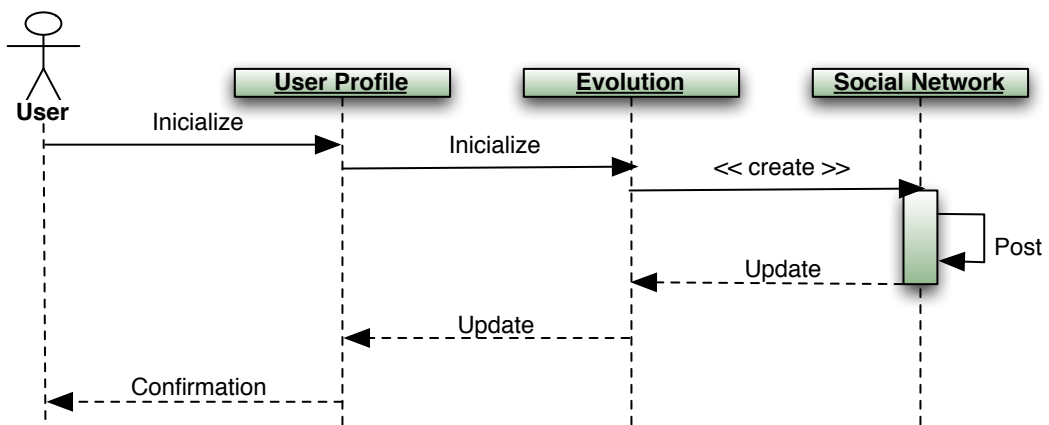 User Profile
Evolution
Social Network
User
Inicialize
Inicialize
<< create >>
Post
Update
Update
Confirmation